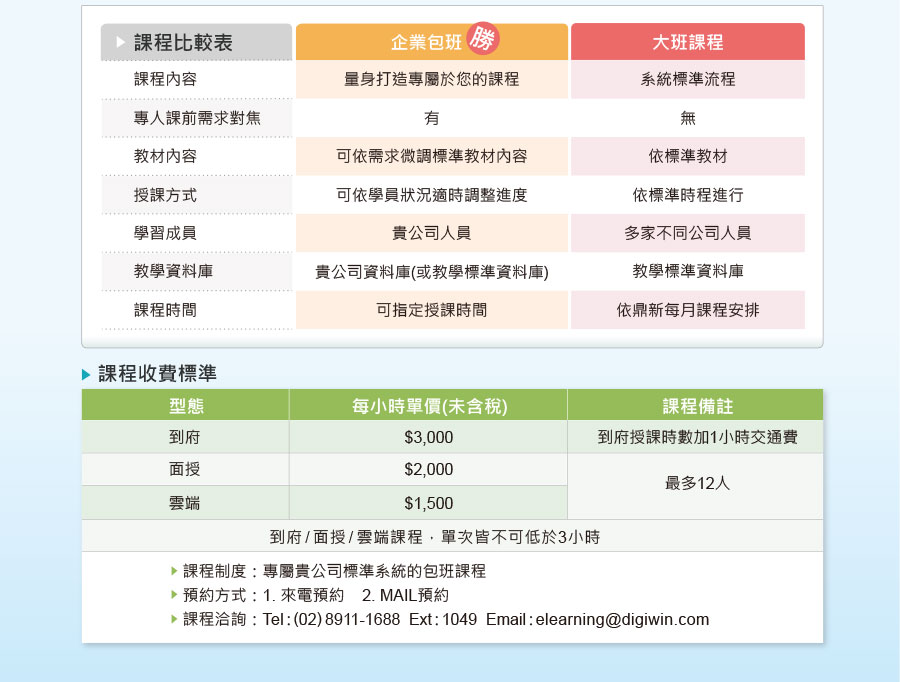 課程比較表 企業包班 勝 大班課程
課程內容 量身打造專屬於您的課程 系統標準流程
專人課前需求對焦 有 無
教材內容 可依需求微調標準教材內容 依標準教材
授課方式 可依學員狀況適時調整進度 依標準時程進行
學習成員 貴公司人員 多家不同公司人員
教學資料庫 貴公司資料庫(或教學標準資料庫) 教學標準資料庫
課程時間 可指定授課時間 依鼎新每月課程安排
課程收費標準
型態 每小時單價(未含稅) 課程備註
到府 $3,000 到府授課時數加1小時交通費
面授 $2,000
最多12人
雲端 $1,500
到府/面授/雲端課程，單次皆不可低於3小時
課程制度：專屬貴公司標準系統的包班課程
預約方式：1. 來電預約 2. MAIL預約
課程洽詢：Tel:(02)8911-1688 Ext:1049 Email:elearning@digiwin.com